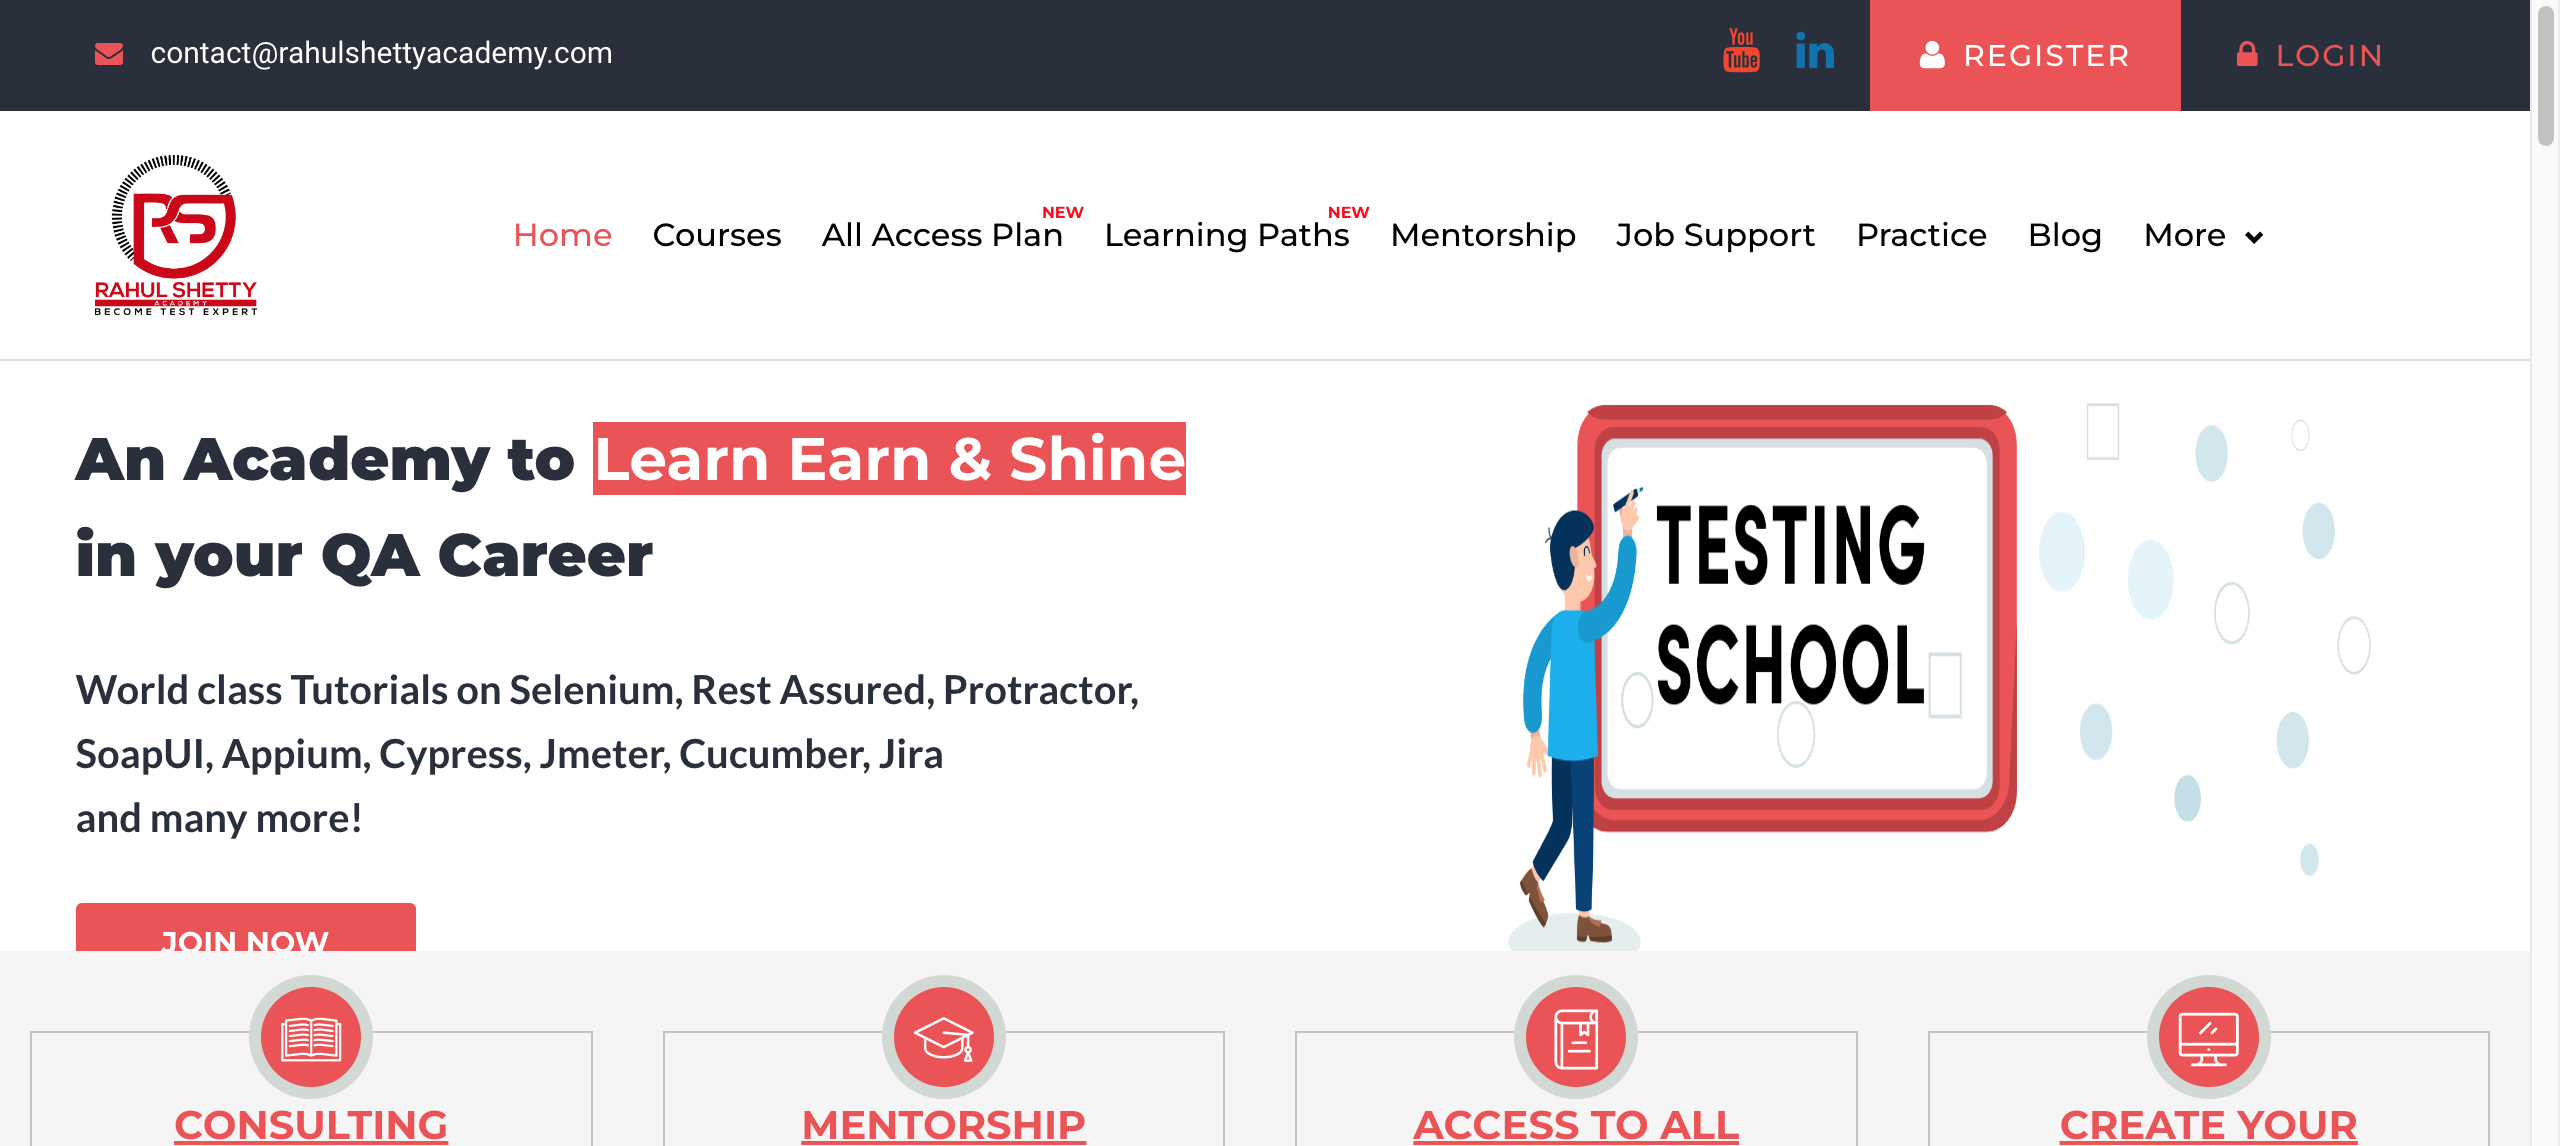 contact@rahulshettyacademy.com
You
Tube
in
REGISTER
LOGIN
RS
RAHUL SHETTY
ACADEMY
BECOME TEST EXPERT
Home
Courses
All Access Plan NEW
Learning Paths NEW
Mentorship
Job Support
Practice
Blog
More
An Academy to Learn Earn & Shine
in your QA Career
World class Tutorials on Selenium, Rest Assured, Protractor,
SoapUI, Appium, Cypress, Jmeter, Cucumber, Jira
and many more!
JOIN NOW
TESTING
SCHOOL
CONSULTING
MENTORSHIP
ACCESS TO ALL
CREATE YOUR